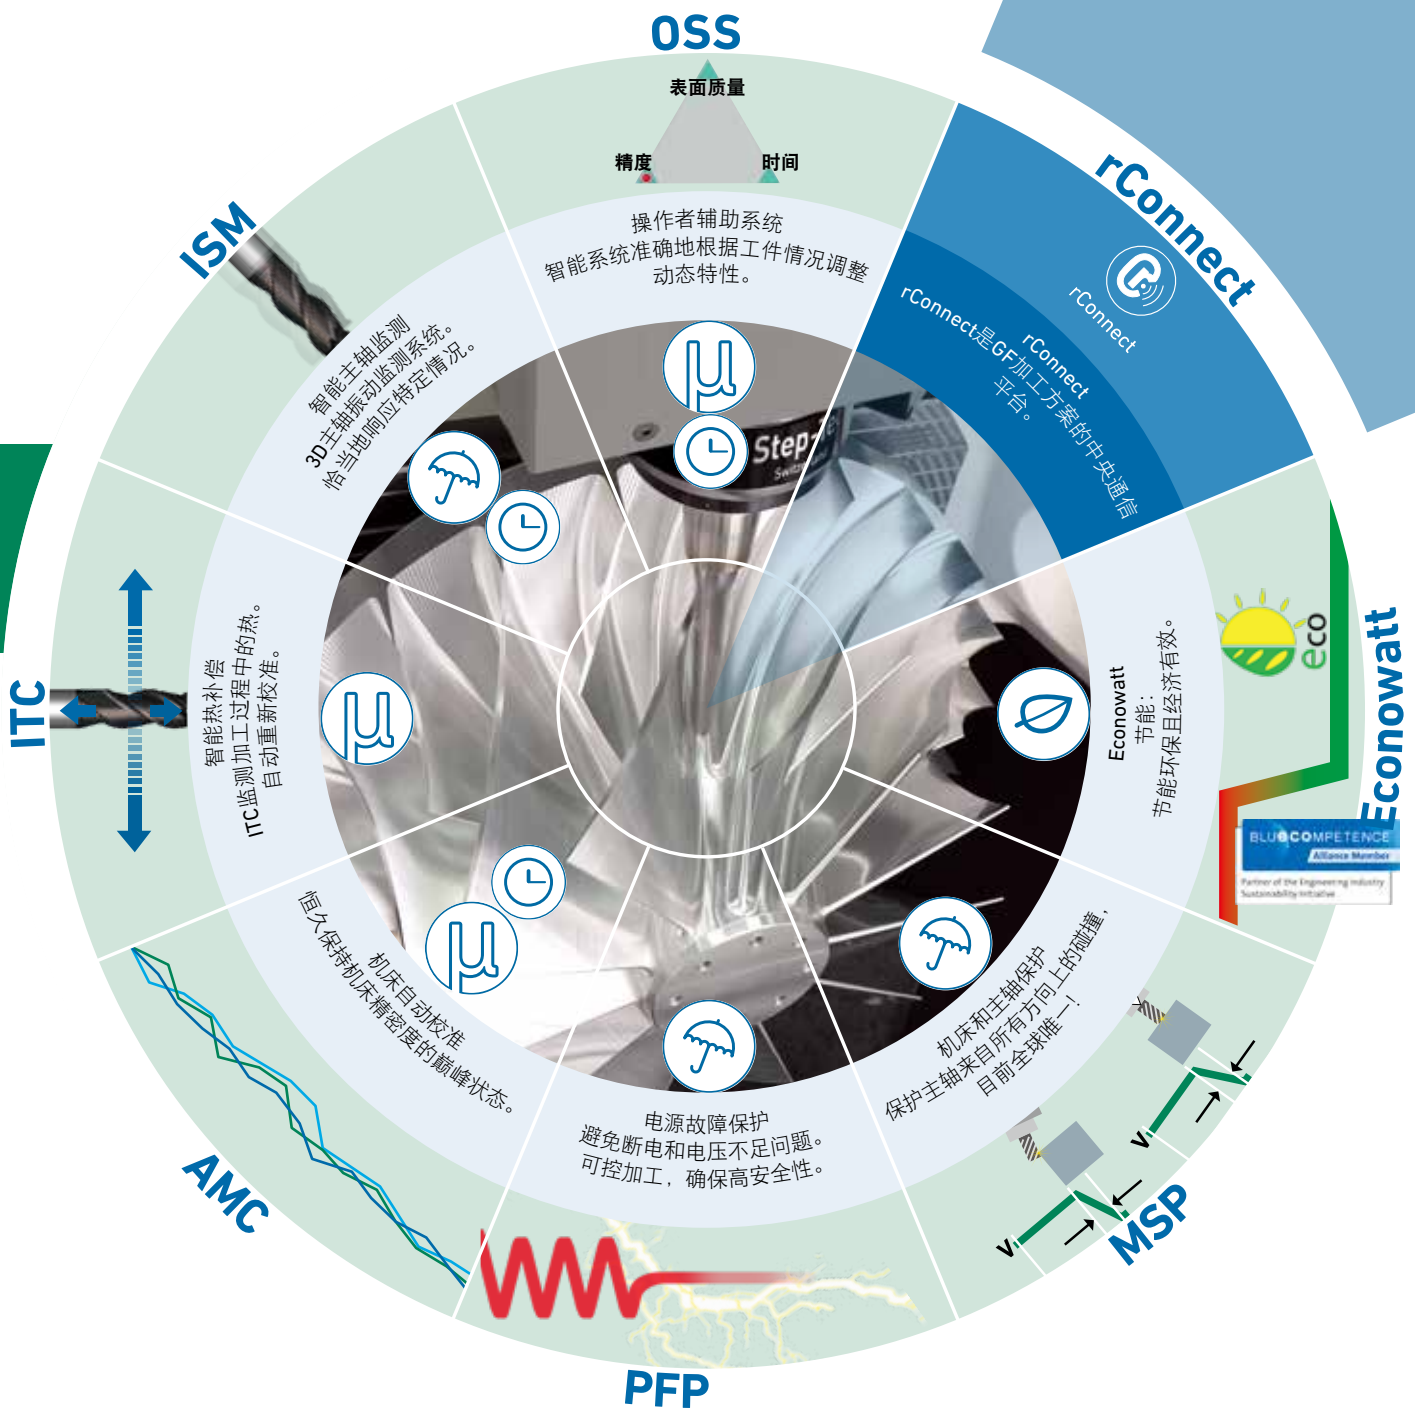 OSS
表面质量
精度
时间
操作者辅助系统
智能系统准确地根据工件情况调整
动态特性。
rConnect
rConnect
rConnect
rConnect是GF加工方案的中央通信
平台。
Econowatt
eco
Econowatt
节能：
节能环保且经济有效。
BLUECOMPETENCE
Alliance Member
Partner of the Engineering Industry
Sustainability Initiative
MSP
机床和主轴保护
保护主轴来自所有方向上的碰撞，
目前全球唯一！
V
V
PFP
电源故障保护
避免断电和电压不足问题。
可控加工，确保高安全性。
AMC
机床自动校准
恒久保持机床精密度的巅峰状态。
ITC
智能热补偿
ITC监测加工过程中的热。
自动重新校准。
ISM
智能主轴监测
3D主轴振动监测系统。
恰当地响应特定情况。
μ
μ
μ
Step-Tec